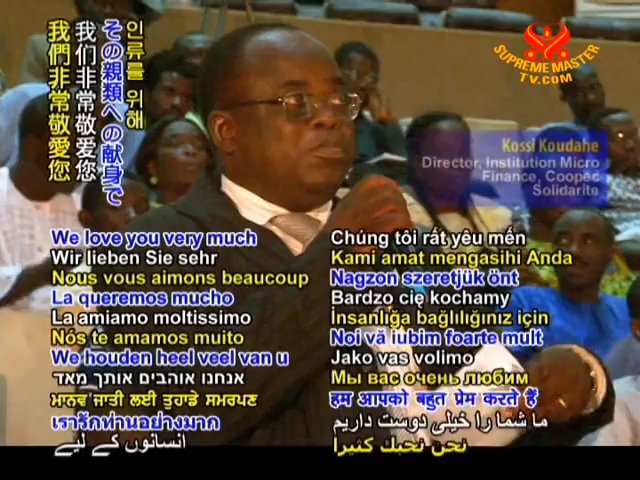 我們非常敬愛您
我们非常敬爱您
その親類への献身で
인류를 위해
SUPREME MASTER
TV.COM
Kossi Koudahe
Director, Institution Micro
Finance, Coopec
Solidarite
We love you very much
Wir lieben Sie sehr
Nous vous aimons beaucoup
La queremos mucho
La amiamo moltissimo
Nós te amamos muito
We houden heel veel van u
אנחנו אוהבים אותך מאד
ਮਾਨਵ ਜਾਤੀ ਲਈ ਤੁਹਾਡੇ ਸਮਰਪਣ
เรารักท่านอย่างมาก
انسانوں کے لیے
Chúng tôi rất yêu mến
Kami amat mengasihi Anda
Nagzon szeretjük önt
Bardzo cię kochamy
İnsanlığa bağlılığınız için
Noi vă iubim foarte mult
Jako vas volimo
Мы вас очень любим
हम आपको बहुत प्रेम करते हैं
ما شما را خیلی دوست داریم
نحن نحبك كثيرا